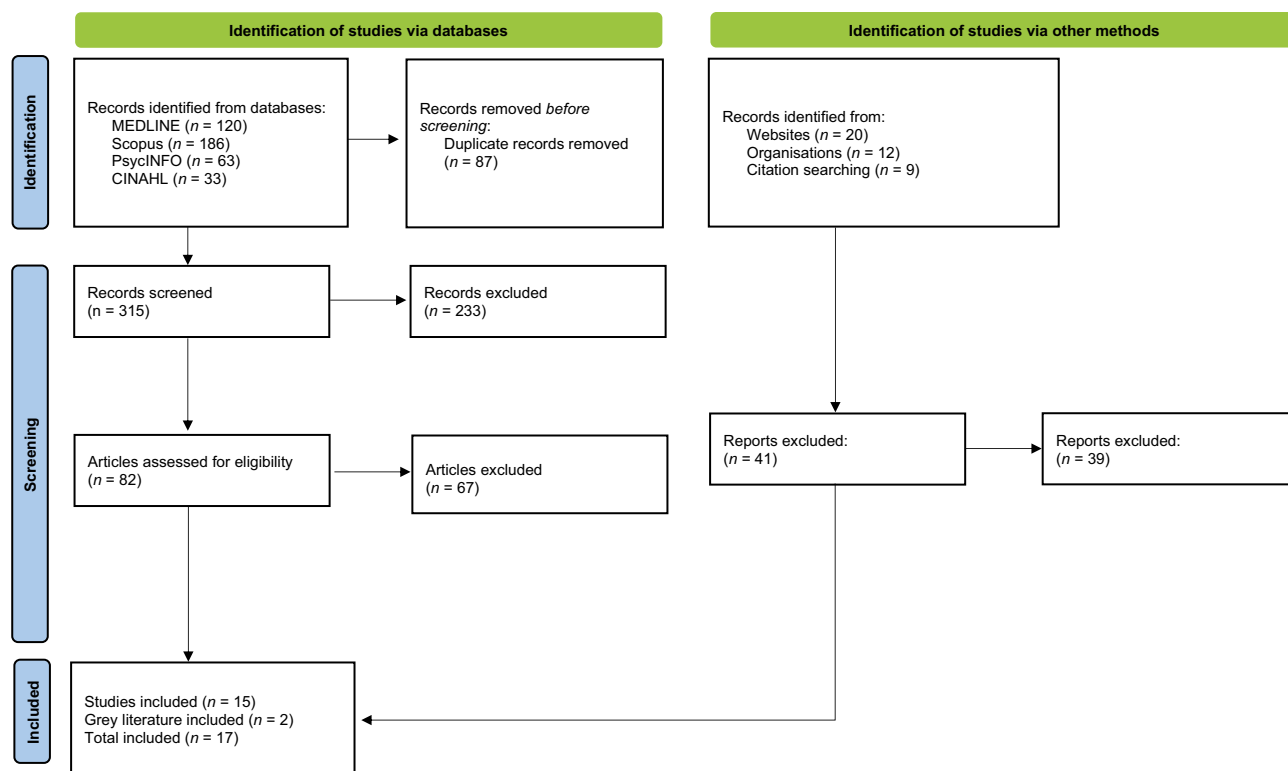 Identification of studies via databases
Identification of studies via other methods
Identification
Records identified from databases:
MEDLINE (n = 120)
Scopus (n = 186)
PsycINFO (n = 63)
CINAHL (n = 33)
Records removed before
screening:
Duplicate records removed
(n = 87)
Records identified from:
Websites (n = 20)
Organisations (n = 12)
Citation searching (n = 9)
Screening
Records screened
(n = 315)
Records excluded
(n = 233)
Articles assessed for eligibility
(n = 82)
Articles excluded
(n = 67)
Reports excluded:
(n = 41)
Reports excluded:
(n = 39)
Included
Studies included (n = 15)
Grey literature included (n = 2)
Total included (n = 17)